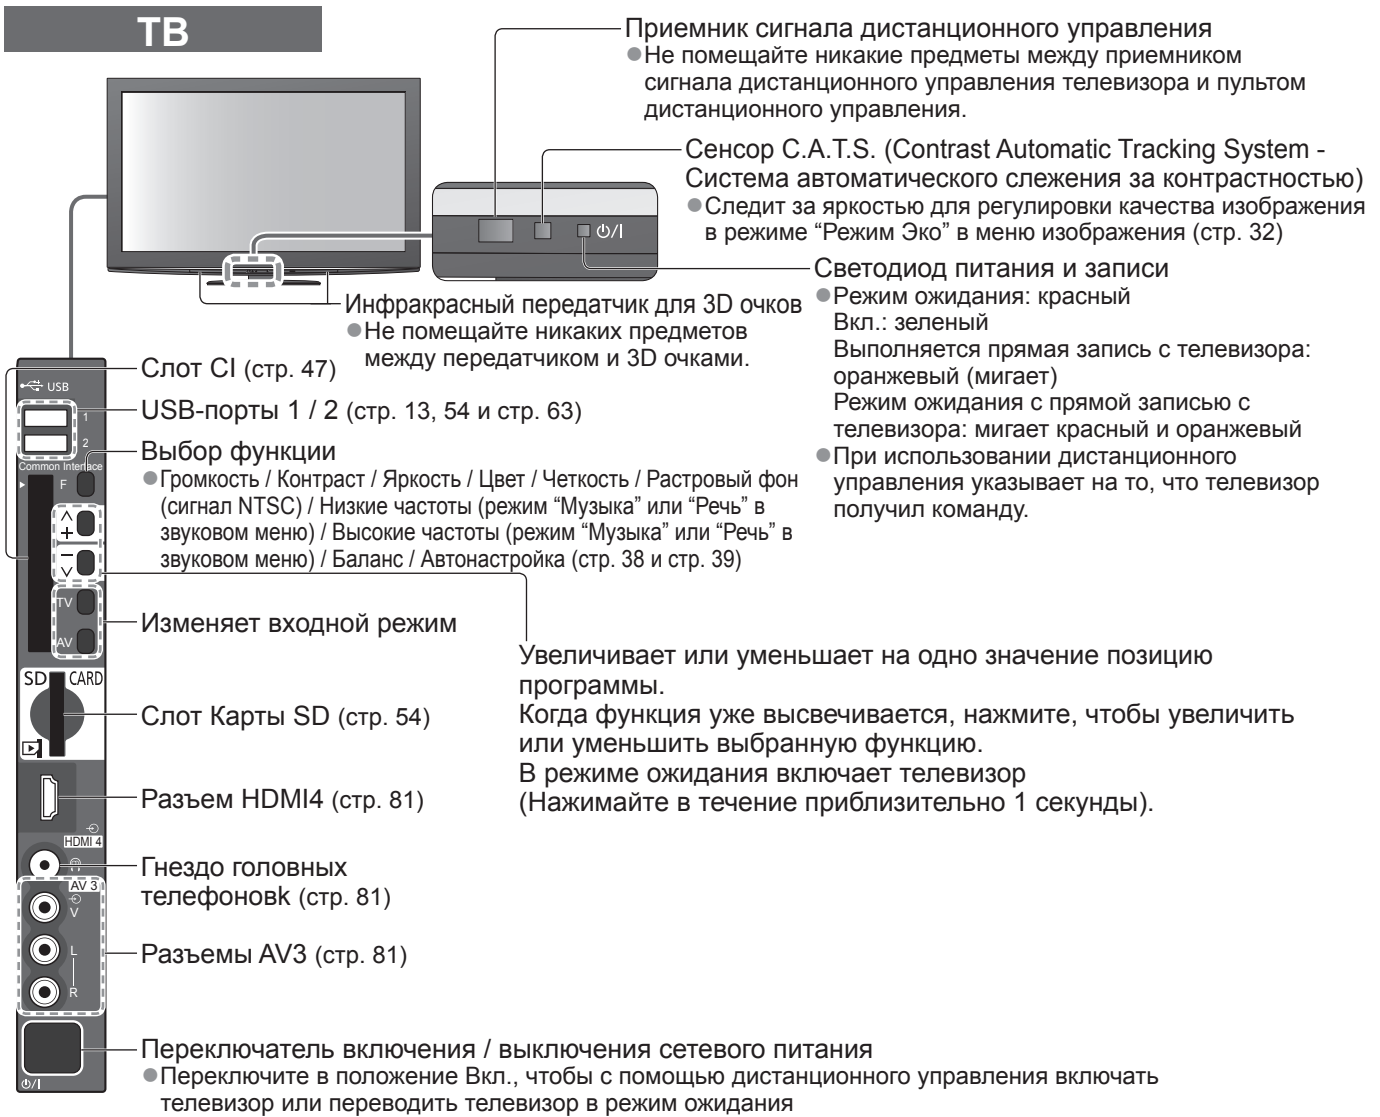 ТВ
Приемник сигнала дистанционного управления
●Не помещайте никакие предметы между приемником
сигнала дистанционного управления телевизора и пультом
дистанционного управления.
Сенсор C.A.T.S. (Contrast Automatic Tracking System -
Система автоматического слежения за контрастностью)
●Следит за яркостью для регулировки качества изображения
в режиме “Режим Эко” в меню изображения (стр. 32)
Светодиод питания и записи
●Режим ожидания: красный
Вкл.: зеленый
Выполняется прямая запись с телевизора:
оранжевый (мигает)
Режим ожидания с прямой записью с
телевизора: мигает красный и оранжевый
●При использовании дистанционного
управления указывает на то, что телевизор
получил команду.
⏻/I
Инфракрасный передатчик для 3D очков
●Не помещайте никаких предметов
между передатчиком и 3D очками.
Слот CI (стр. 47)
USB-порты 1 / 2 (стр. 13, 54 и стр. 63)
Выбор функции
●Громкость / Контраст / Яркость / Цвет / Четкость / Растровый фон
(сигнал NTSC) / Низкие частоты (режим “Музыка” или “Речь” в
звуковом меню) / Высокие частоты (режим “Музыка” или “Речь” в
звуковом меню) / Баланс / Автонастройка (стр. 38 и стр. 39)
Изменяет входной режим
Увеличивает или уменьшает на одно значение позицию
программы.
Когда функция уже высвечивается, нажмите, чтобы увеличить
или уменьшить выбранную функцию.
В режиме ожидания включает телевизор
(Нажимайте в течение приблизительно 1 секунды).
Слот Карты SD (стр. 54)
Разъем HDMI4 (стр. 81)
Гнездо головных
телефоновk (стр. 81)
Разъемы AV3 (стр. 81)
Переключатель включения / выключения сетевого питания
●Переключите в положение Вкл., чтобы с помощью дистанционного управления включать
телевизор или переводить телевизор в режим ожидания
USB
1
2
Common Interface
F
+
−
TV
AV
SD CARD
HDMI 4
AV 3
V
L
R
⏻/I